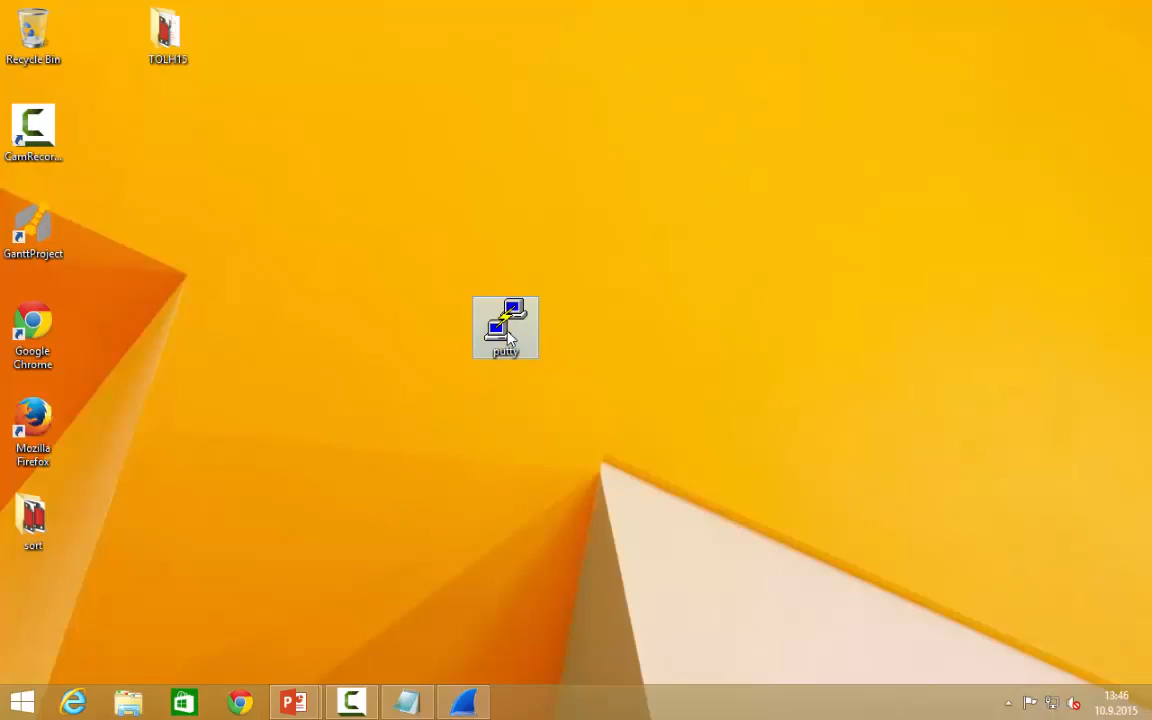 Recycle Bin
TOLH15
CamRecor...
GanttProject
putty
Google
Chrome
Mozilla
Firefox
sort
13:46
10.9.2015